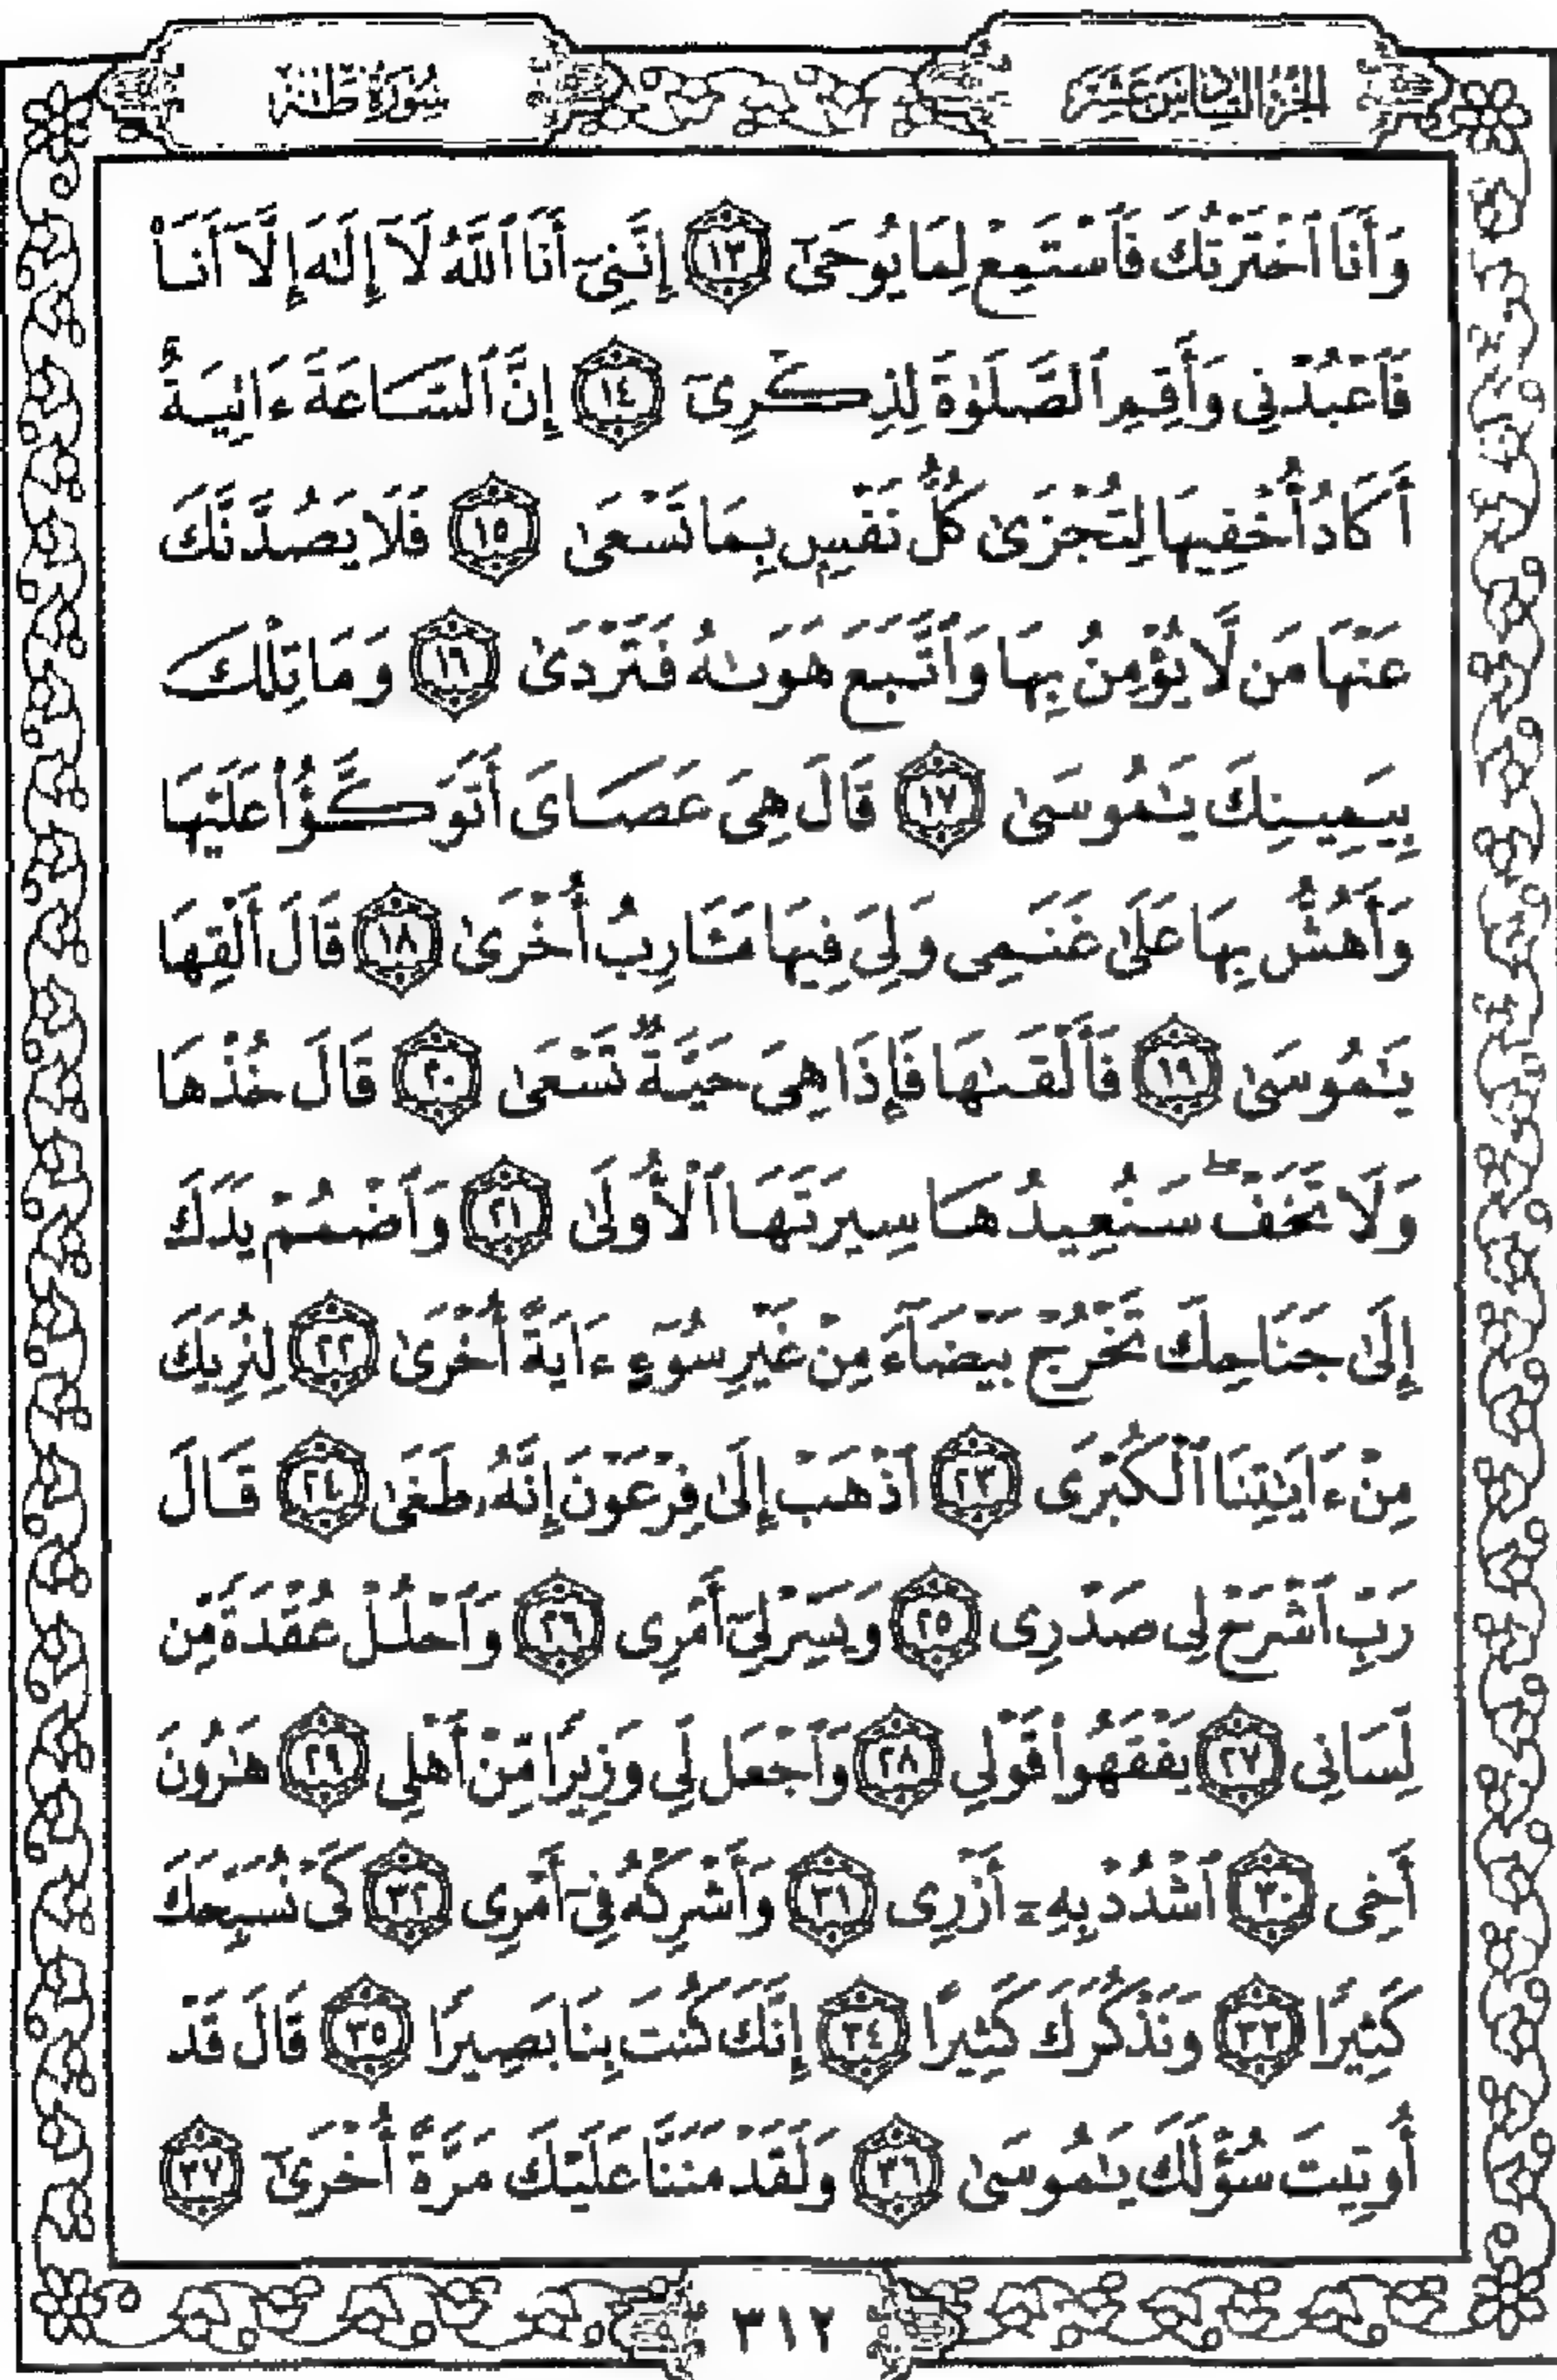 الجزء السادس عشر
سورة طه
وَأَنَا ٱخْتَرْتُكَ فَٱسْتَمِعْ لِمَا يُوحَىٰٓ ١٣ إِنَّنِىٓ أَنَا ٱللَّهُ لَآ إِلَٰهَ إِلَّآ أَنَا۠
فَٱعْبُدْنِى وَأَقِمِ ٱلصَّلَوٰةَ لِذِكْرِىٓ ١٤ إِنَّ ٱلسَّاعَةَ ءَاتِيَةٌ
أَكَادُ أُخْفِيهَا لِتُجْزَىٰ كُلُّ نَفْسٍۭ بِمَا تَسْعَىٰ ١٥ فَلَا يَصُدَّنَّكَ
عَنْهَا مَن لَّا يُؤْمِنُ بِهَا وَٱتَّبَعَ هَوَىٰهُ فَتَرْدَىٰ ١٦ وَمَا تِلْكَ
بِيَمِينِكَ يَٰمُوسَىٰ ١٧ قَالَ هِىَ عَصَاىَ أَتَوَكَّؤُا۟ عَلَيْهَا
وَأَهُشُّ بِهَا عَلَىٰ غَنَمِى وَلِىَ فِيهَا مَـَٔارِبُ أُخْرَىٰ ١٨ قَالَ أَلْقِهَا
يَٰمُوسَىٰ ١٩ فَأَلْقَىٰهَا فَإِذَا هِىَ حَيَّةٌ تَسْعَىٰ ٢٠ قَالَ خُذْهَا
وَلَا تَخَفْ ۖ سَنُعِيدُهَا سِيرَتَهَا ٱلْأُولَىٰ ٢١ وَٱضْمُمْ يَدَكَ
إِلَىٰ جَنَاحِكَ تَخْرُجْ بَيْضَآءَ مِنْ غَيْرِ سُوٓءٍ ءَايَةً أُخْرَىٰ ٢٢ لِنُرِيَكَ
مِنْ ءَايَٰتِنَا ٱلْكُبْرَى ٢٣ ٱذْهَبْ إِلَىٰ فِرْعَوْنَ إِنَّهُۥ طَغَىٰ ٢٤ قَالَ
رَبِّ ٱشْرَحْ لِى صَدْرِى ٢٥ وَيَسِّرْ لِىٓ أَمْرِى ٢٦ وَٱحْلُلْ عُقْدَةً مِّن
لِّسَانِى ٢٧ يَفْقَهُوا۟ قَوْلِى ٢٨ وَٱجْعَل لِّى وَزِيرًا مِّنْ أَهْلِى ٢٩ هَٰرُونَ
أَخِى ٣٠ ٱشْدُدْ بِهِۦٓ أَزْرِى ٣١ وَأَشْرِكْهُ فِىٓ أَمْرِى ٣٢ كَىْ نُسَبِّحَكَ
كَثِيرًا ٣٣ وَنَذْكُرَكَ كَثِيرًا ٣٤ إِنَّكَ كُنتَ بِنَا بَصِيرًا ٣٥ قَالَ قَدْ
أُوتِيتَ سُؤْلَكَ يَٰمُوسَىٰ ٣٦ وَلَقَدْ مَنَنَّا عَلَيْكَ مَرَّةً أُخْرَىٰٓ ٣٧
٣١٢